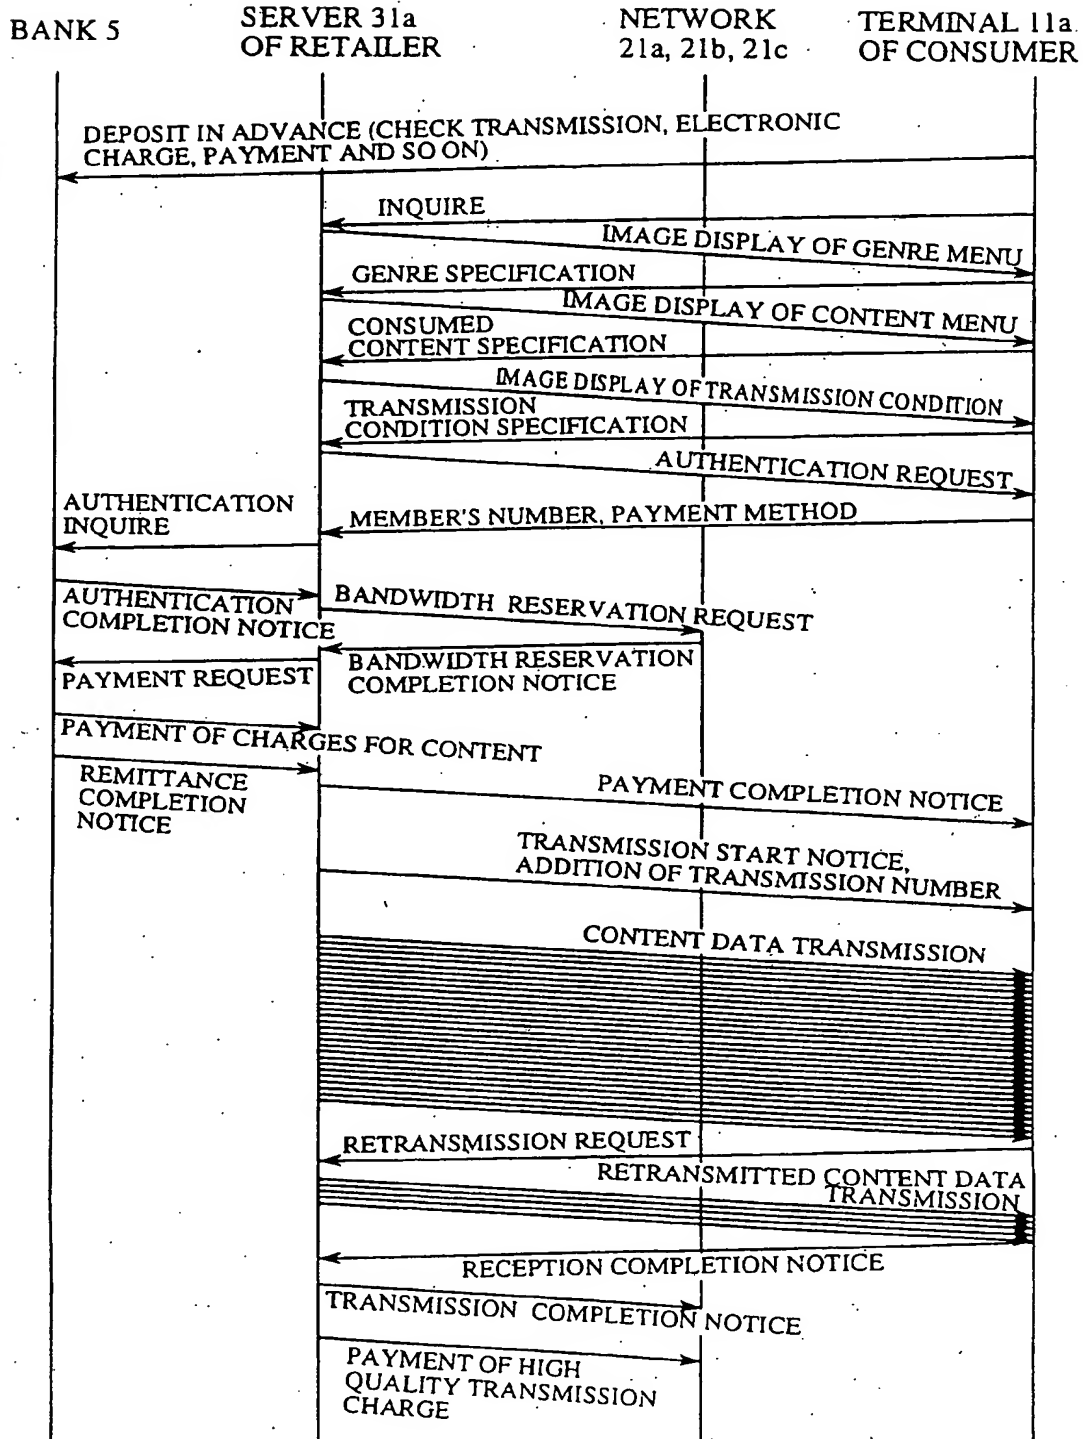 BANK 5
SERVER 31a
OF RETAILER
NETWORK
21a, 21b, 21c
TERMINAL 11a
OF CONSUMER
DEPOSIT IN ADVANCE (CHECK TRANSMISSION, ELECTRONIC
CHARGE, PAYMENT AND SO ON)
INQUIRE
IMAGE DISPLAY OF GENRE MENU
GENRE SPECIFICATION
IMAGE DISPLAY OF CONTENT MENU
CONSUMED
CONTENT SPECIFICATION
IMAGE DISPLAY OF TRANSMISSION CONDITION
TRANSMISSION
CONDITION SPECIFICATION
AUTHENTICATION REQUEST
AUTHENTICATION
INQUIRE
MEMBER'S NUMBER, PAYMENT METHOD
AUTHENTICATION
COMPLETION NOTICE
BANDWIDTH RESERVATION REQUEST
BANDWIDTH RESERVATION
COMPLETION NOTICE
PAYMENT REQUEST
PAYMENT OF CHARGES FOR CONTENT
REMITTANCE
COMPLETION
NOTICE
PAYMENT COMPLETION NOTICE
TRANSMISSION START NOTICE,
ADDITION OF TRANSMISSION NUMBER
CONTENT DATA TRANSMISSION
RETRANSMISSION REQUEST
RETRANSMITTED CONTENT DATA
TRANSMISSION
RECEPTION COMPLETION NOTICE
TRANSMISSION COMPLETION NOTICE
PAYMENT OF HIGH
QUALITY TRANSMISSION
CHARGE